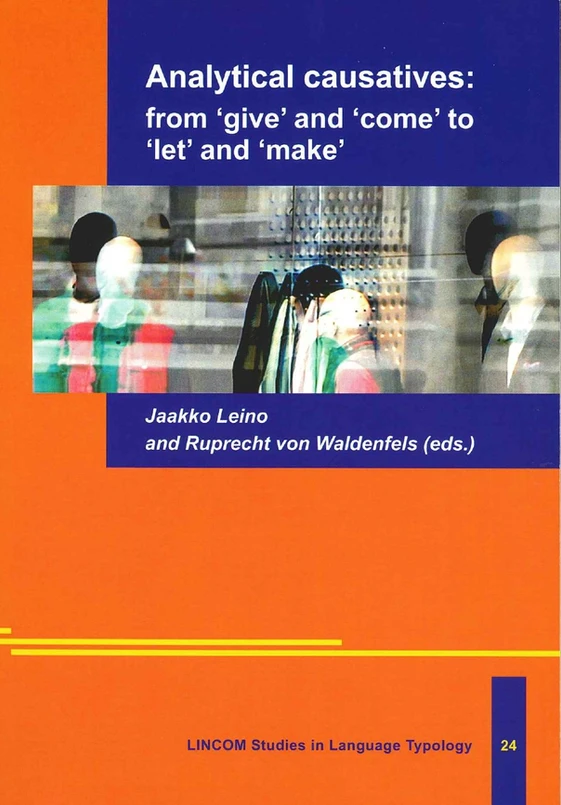 Analytical causatives:
from ‘give’ and ‘come’ to
‘let’ and ‘make’
Jaakko Leino
and Ruprecht von Waldenfels (eds.)
LINCOM Studies in Language Typology 24